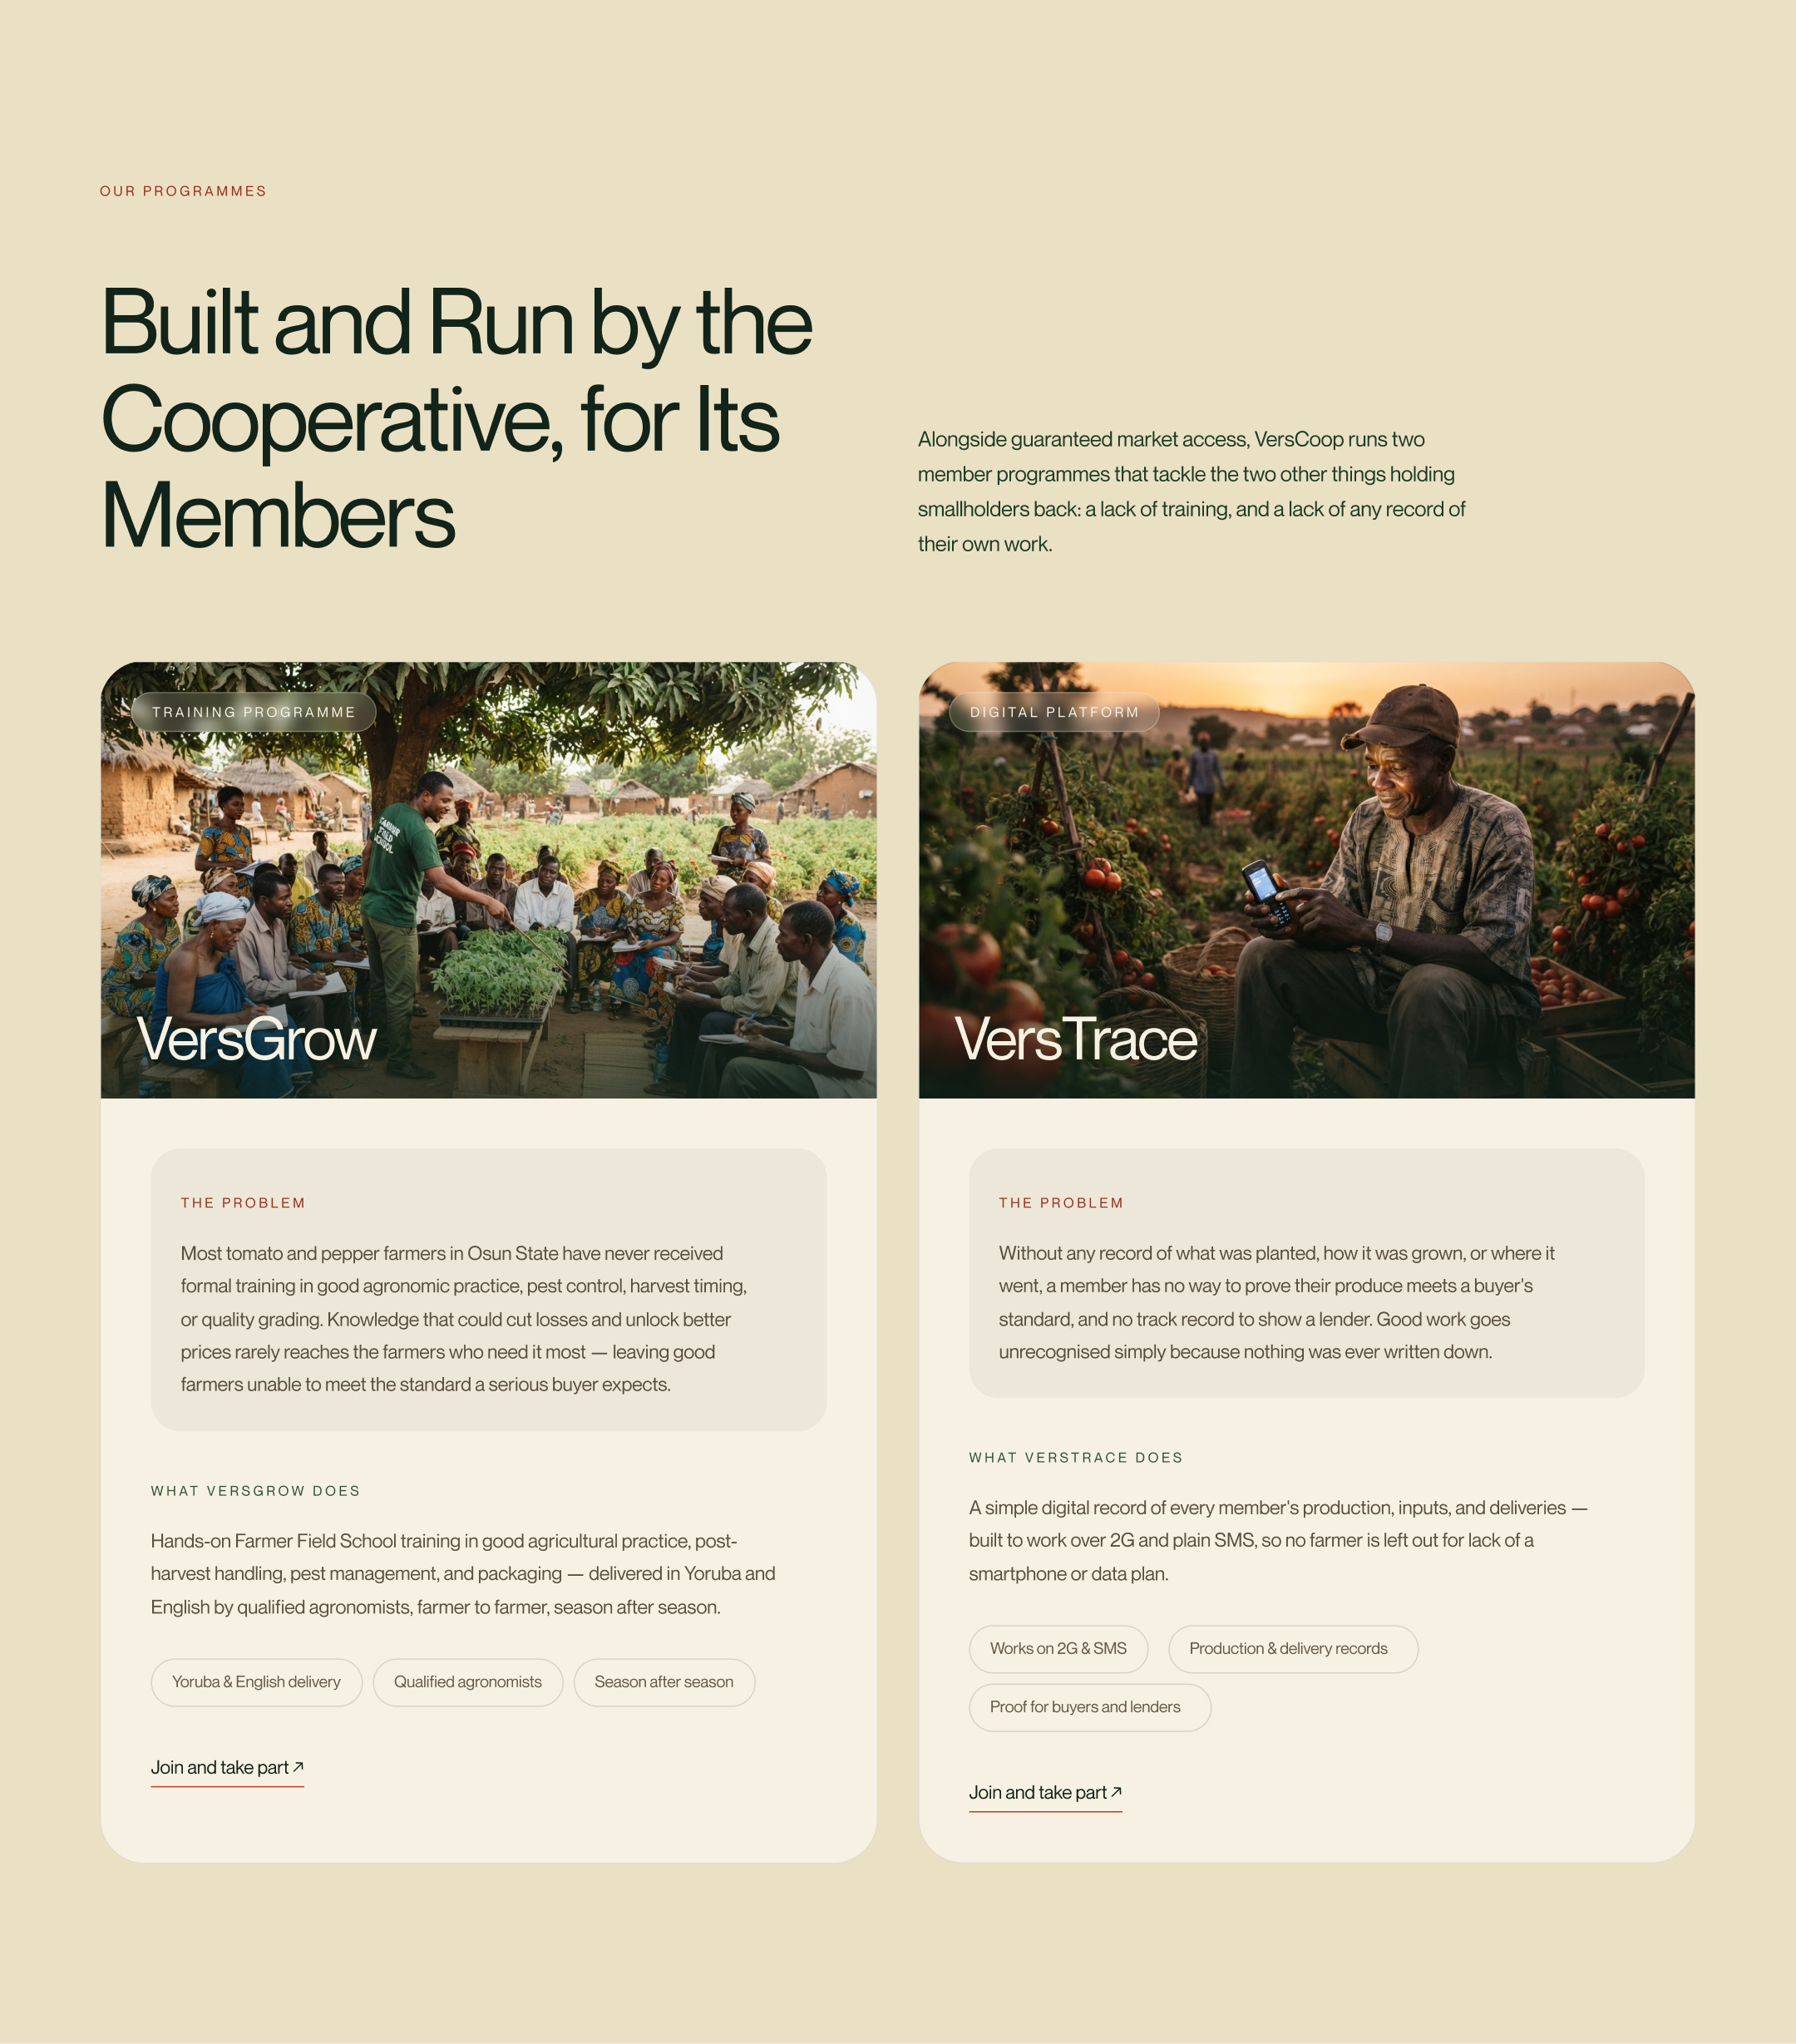 OUR PROGRAMMES
Built and Run by the
Cooperative, for Its
Members
Alongside guaranteed market access, VersCoop runs two
member programmes that tackle the two other things holding
smallholders back: a lack of training, and a lack of any record of
their own work.
TRAINING PROGRAMME
FARMER
FIELD
SCHOOL
VersGrow
THE PROBLEM
Most tomato and pepper farmers in Osun State have never received
formal training in good agronomic practice, pest control, harvest timing,
or quality grading. Knowledge that could cut losses and unlock better
prices rarely reaches the farmers who need it most — leaving good
farmers unable to meet the standard a serious buyer expects.
WHAT VERSGROW DOES
Hands-on Farmer Field School training in good agricultural practice, post-
harvest handling, pest management, and packaging — delivered in Yoruba and
English by qualified agronomists, farmer to farmer, season after season.
Yoruba & English delivery
Qualified agronomists
Season after season
Join and take part ↗
DIGITAL PLATFORM
VersTrace
THE PROBLEM
Without any record of what was planted, how it was grown, or where it
went, a member has no way to prove their produce meets a buyer's
standard, and no track record to show a lender. Good work goes
unrecognised simply because nothing was ever written down.
WHAT VERSTRACE DOES
A simple digital record of every member's production, inputs, and deliveries —
built to work over 2G and plain SMS, so no farmer is left out for lack of a
smartphone or data plan.
Works on 2G & SMS
Production & delivery records
Proof for buyers and lenders
Join and take part ↗